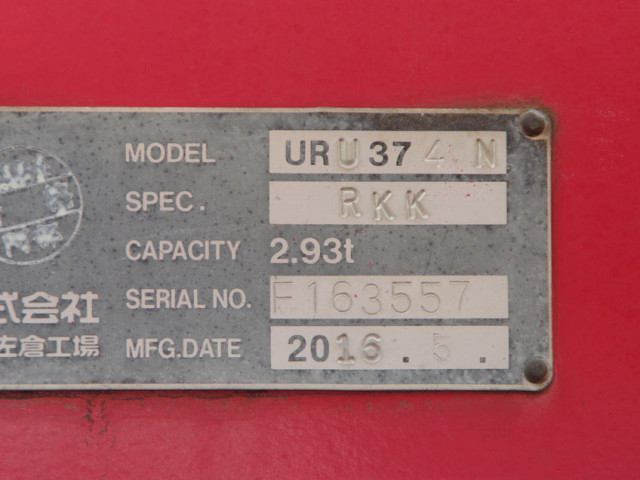 MODEL URU374N
SPEC. RKK
CAPACITY 2.93t
SERIAL NO. F163557
式会社
左倉工場
MFG.DATE 2016.5.